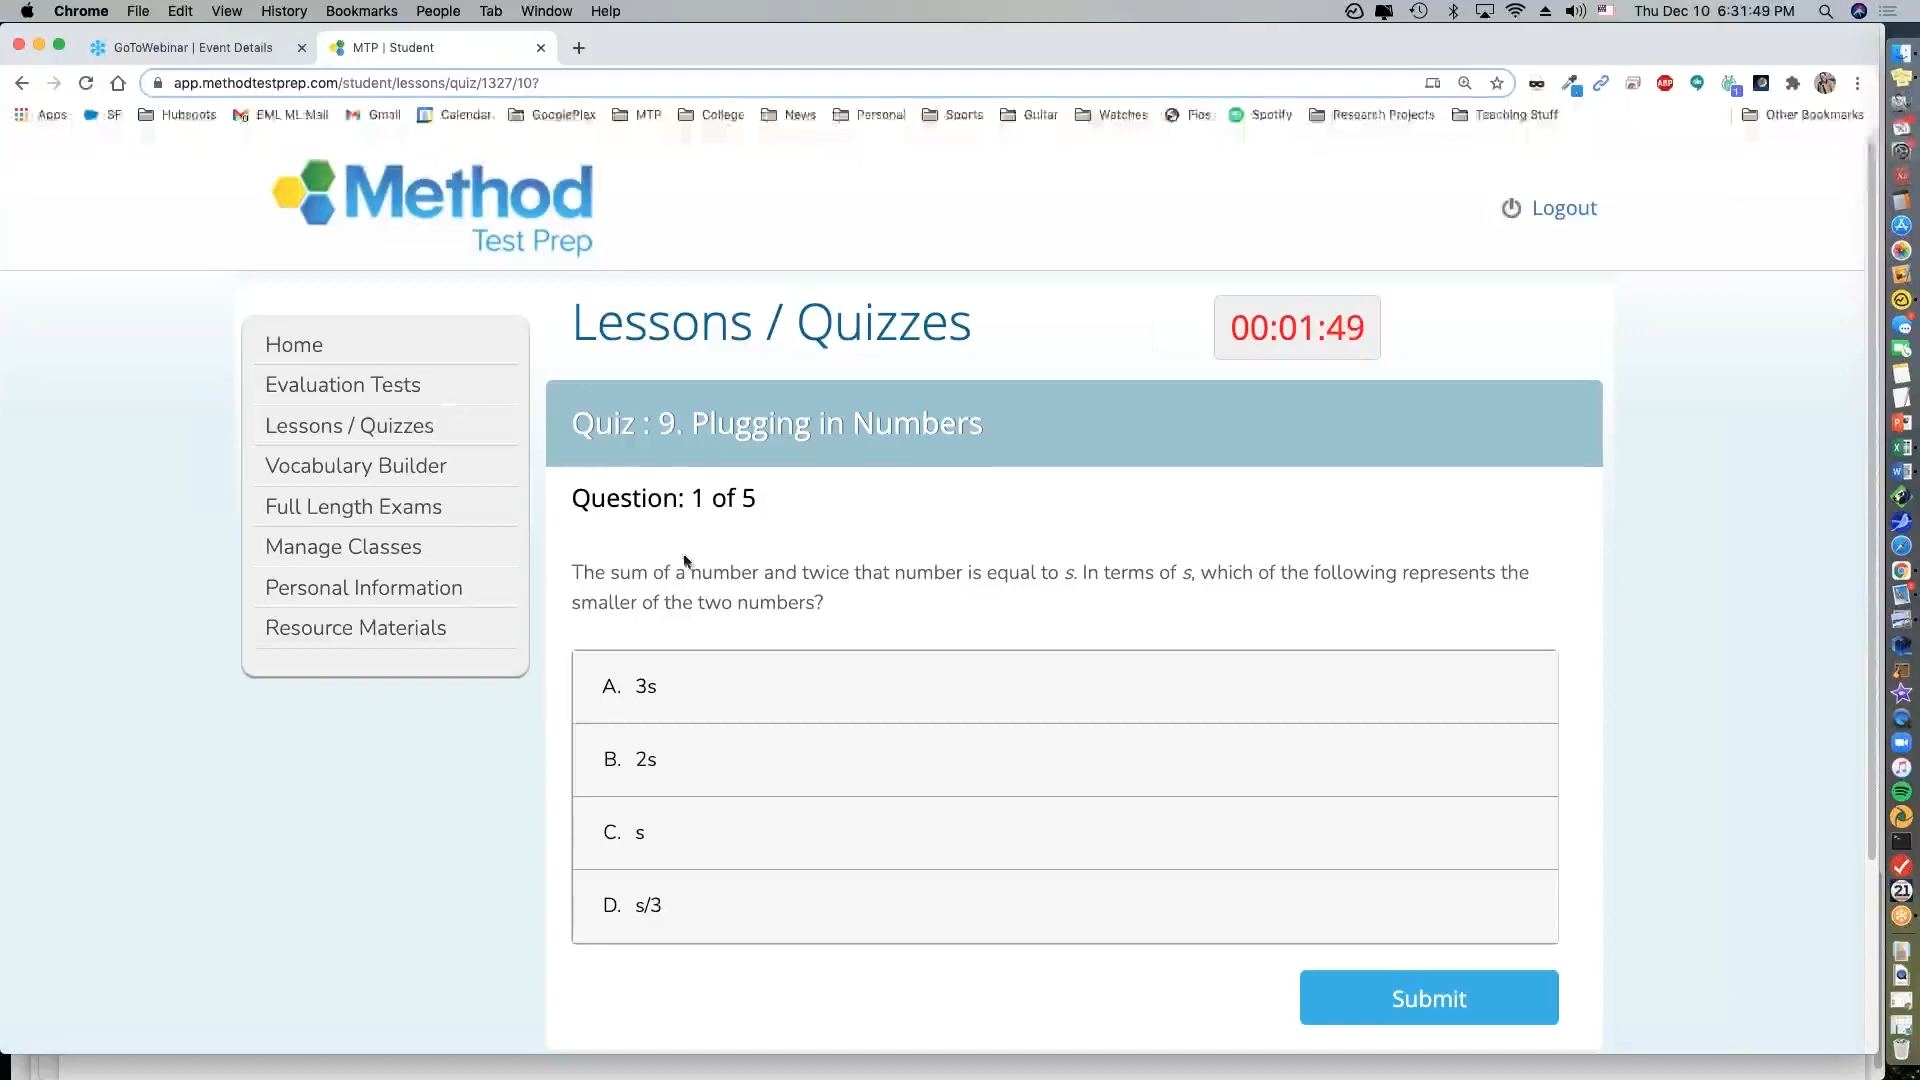 Chrome File Edit View History Bookmarks People Tab Window Help Thu Dec 10 6:31:49 PM
GoToWebinar | Event Details MTP | Student
app.methodtestprep.com/student/lessons/quiz/1327/10?
Apps SF Hubspots EML ML Mail Gmail Calendar GooglePlex MTP College News Personal Sports Guitar Watches Fios Spotify Research Projects Teaching Stuff Other Bookmarks
Method
Test Prep
Logout
Lessons / Quizzes
00:01:49
Home
Evaluation Tests
Lessons / Quizzes
Vocabulary Builder
Full Length Exams
Manage Classes
Personal Information
Resource Materials
Quiz : 9. Plugging in Numbers
Question: 1 of 5
The sum of a number and twice that number is equal to s. In terms of s, which of the following represents the
smaller of the two numbers?
A. 3s
B. 2s
C. s
D. s/3
Submit
21